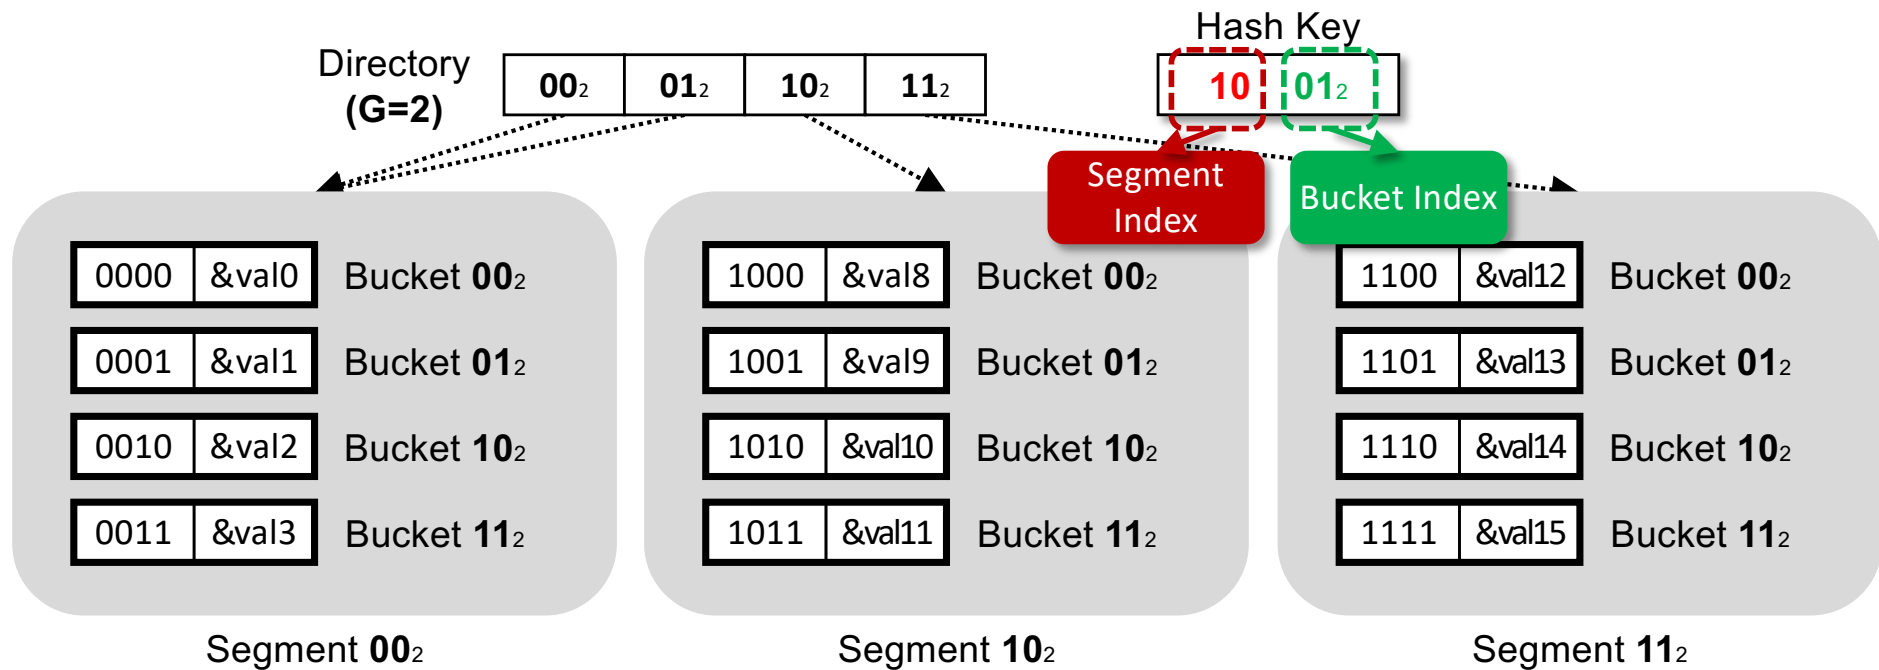 Hash Key
Directory
(G=2)
00₂ 01₂ 10₂ 11₂
10 01₂
Segment
Index
Bucket Index
0000 &val0 Bucket 00₂
0001 &val1 Bucket 01₂
0010 &val2 Bucket 10₂
0011 &val3 Bucket 11₂
Segment 00₂
1000 &val8 Bucket 00₂
1001 &val9 Bucket 01₂
1010 &val10 Bucket 10₂
1011 &val11 Bucket 11₂
Segment 10₂
1100 &val12 Bucket 00₂
1101 &val13 Bucket 01₂
1110 &val14 Bucket 10₂
1111 &val15 Bucket 11₂
Segment 11₂